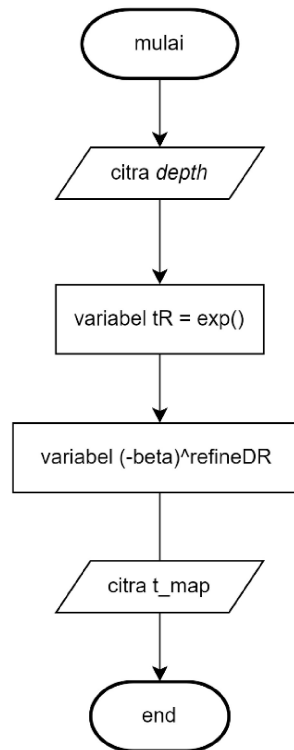 mulai
citra depth
variabel tR = exp()
variabel (-beta)^refineDR
citra t_map
end